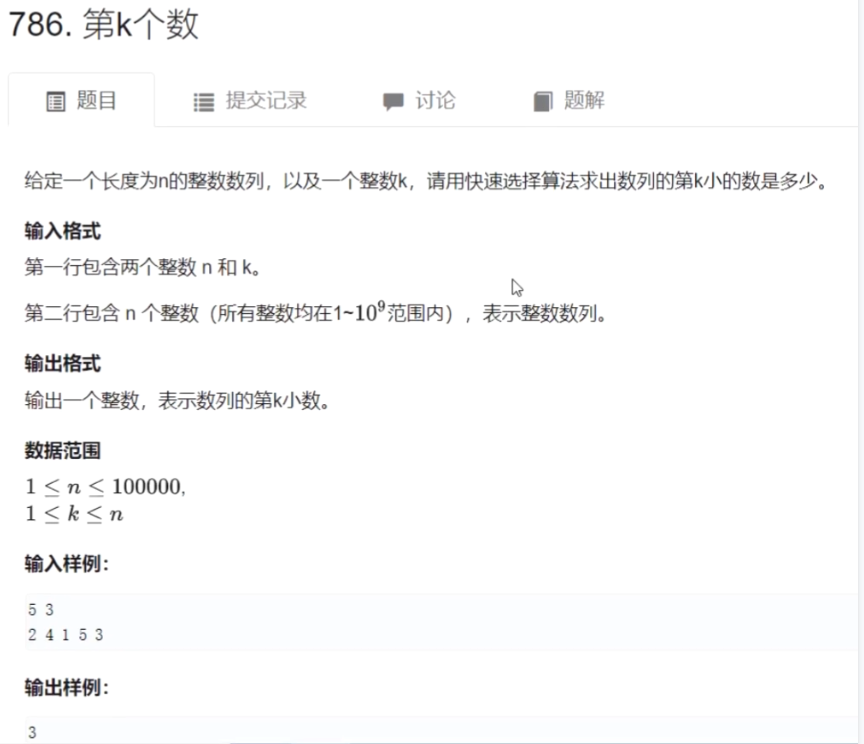 786. 第k个数
题目 提交记录 讨论 题解
给定一个长度为n的整数数列，以及一个整数k，请用快速选择算法求出数列的第k小的数是多少。
输入格式
第一行包含两个整数 n 和 k。
第二行包含 n 个整数（所有整数均在1~10⁹范围内），表示整数数列。
输出格式
输出一个整数，表示数列的第k小数。
数据范围
1 ≤ n ≤ 100000,
1 ≤ k ≤ n
输入样例：
5 3
2 4 1 5 3
输出样例：
3